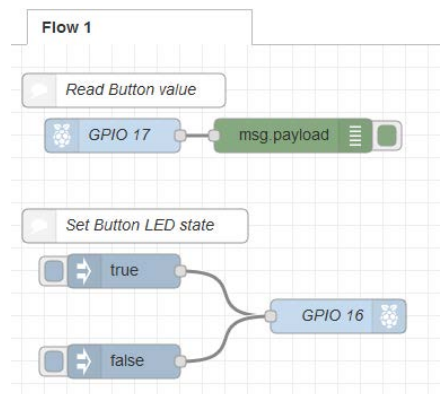 Flow 1
Read Button value
GPIO 17
msg payload
Set Button LED state
true
GPIO 16
false